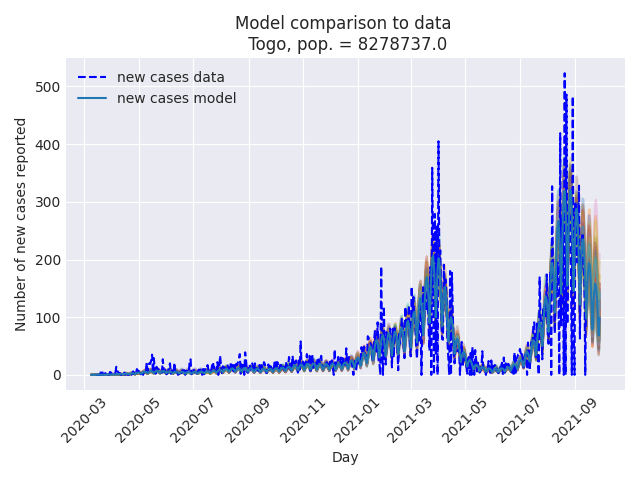 Model comparison to data
Togo, pop. = 8278737.0
new cases data
new cases model
Number of new cases reported
500
400
300
200
100
0
2020-03
2020-05
2020-07
2020-09
2020-11
2021-01
2021-03
2021-05
2021-07
2021-09
Day